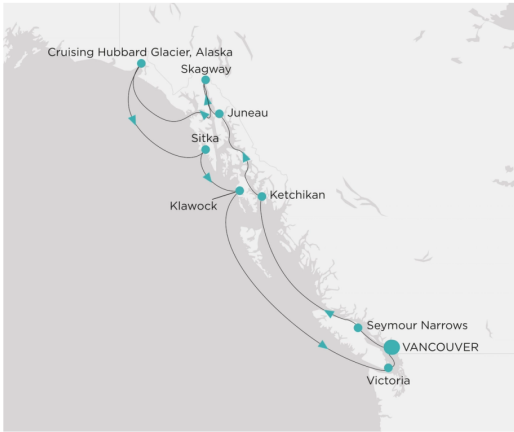 Cruising Hubbard Glacier, Alaska
Skagway
Juneau
Sitka
Klawock
Ketchikan
Seymour Narrows
VANCOUVER
Victoria